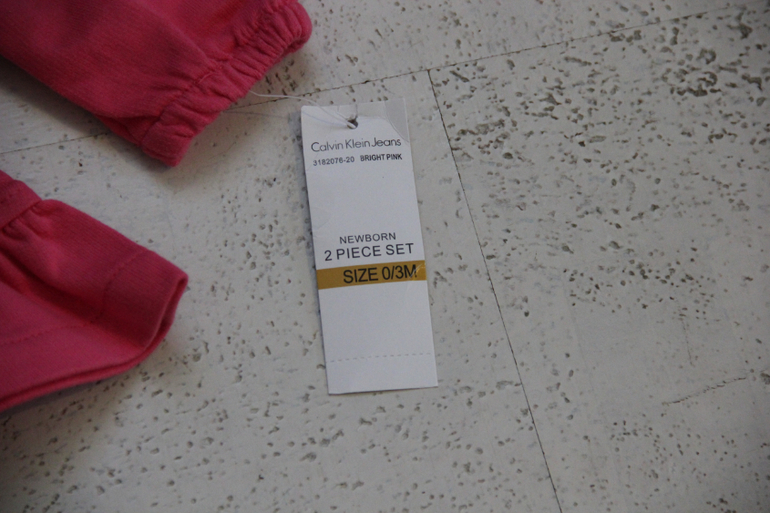 Calvin Klein Jeans
3182076-20 BRIGHT PINK
NEWBORN
2 PIECE SET
SIZE 0/3M